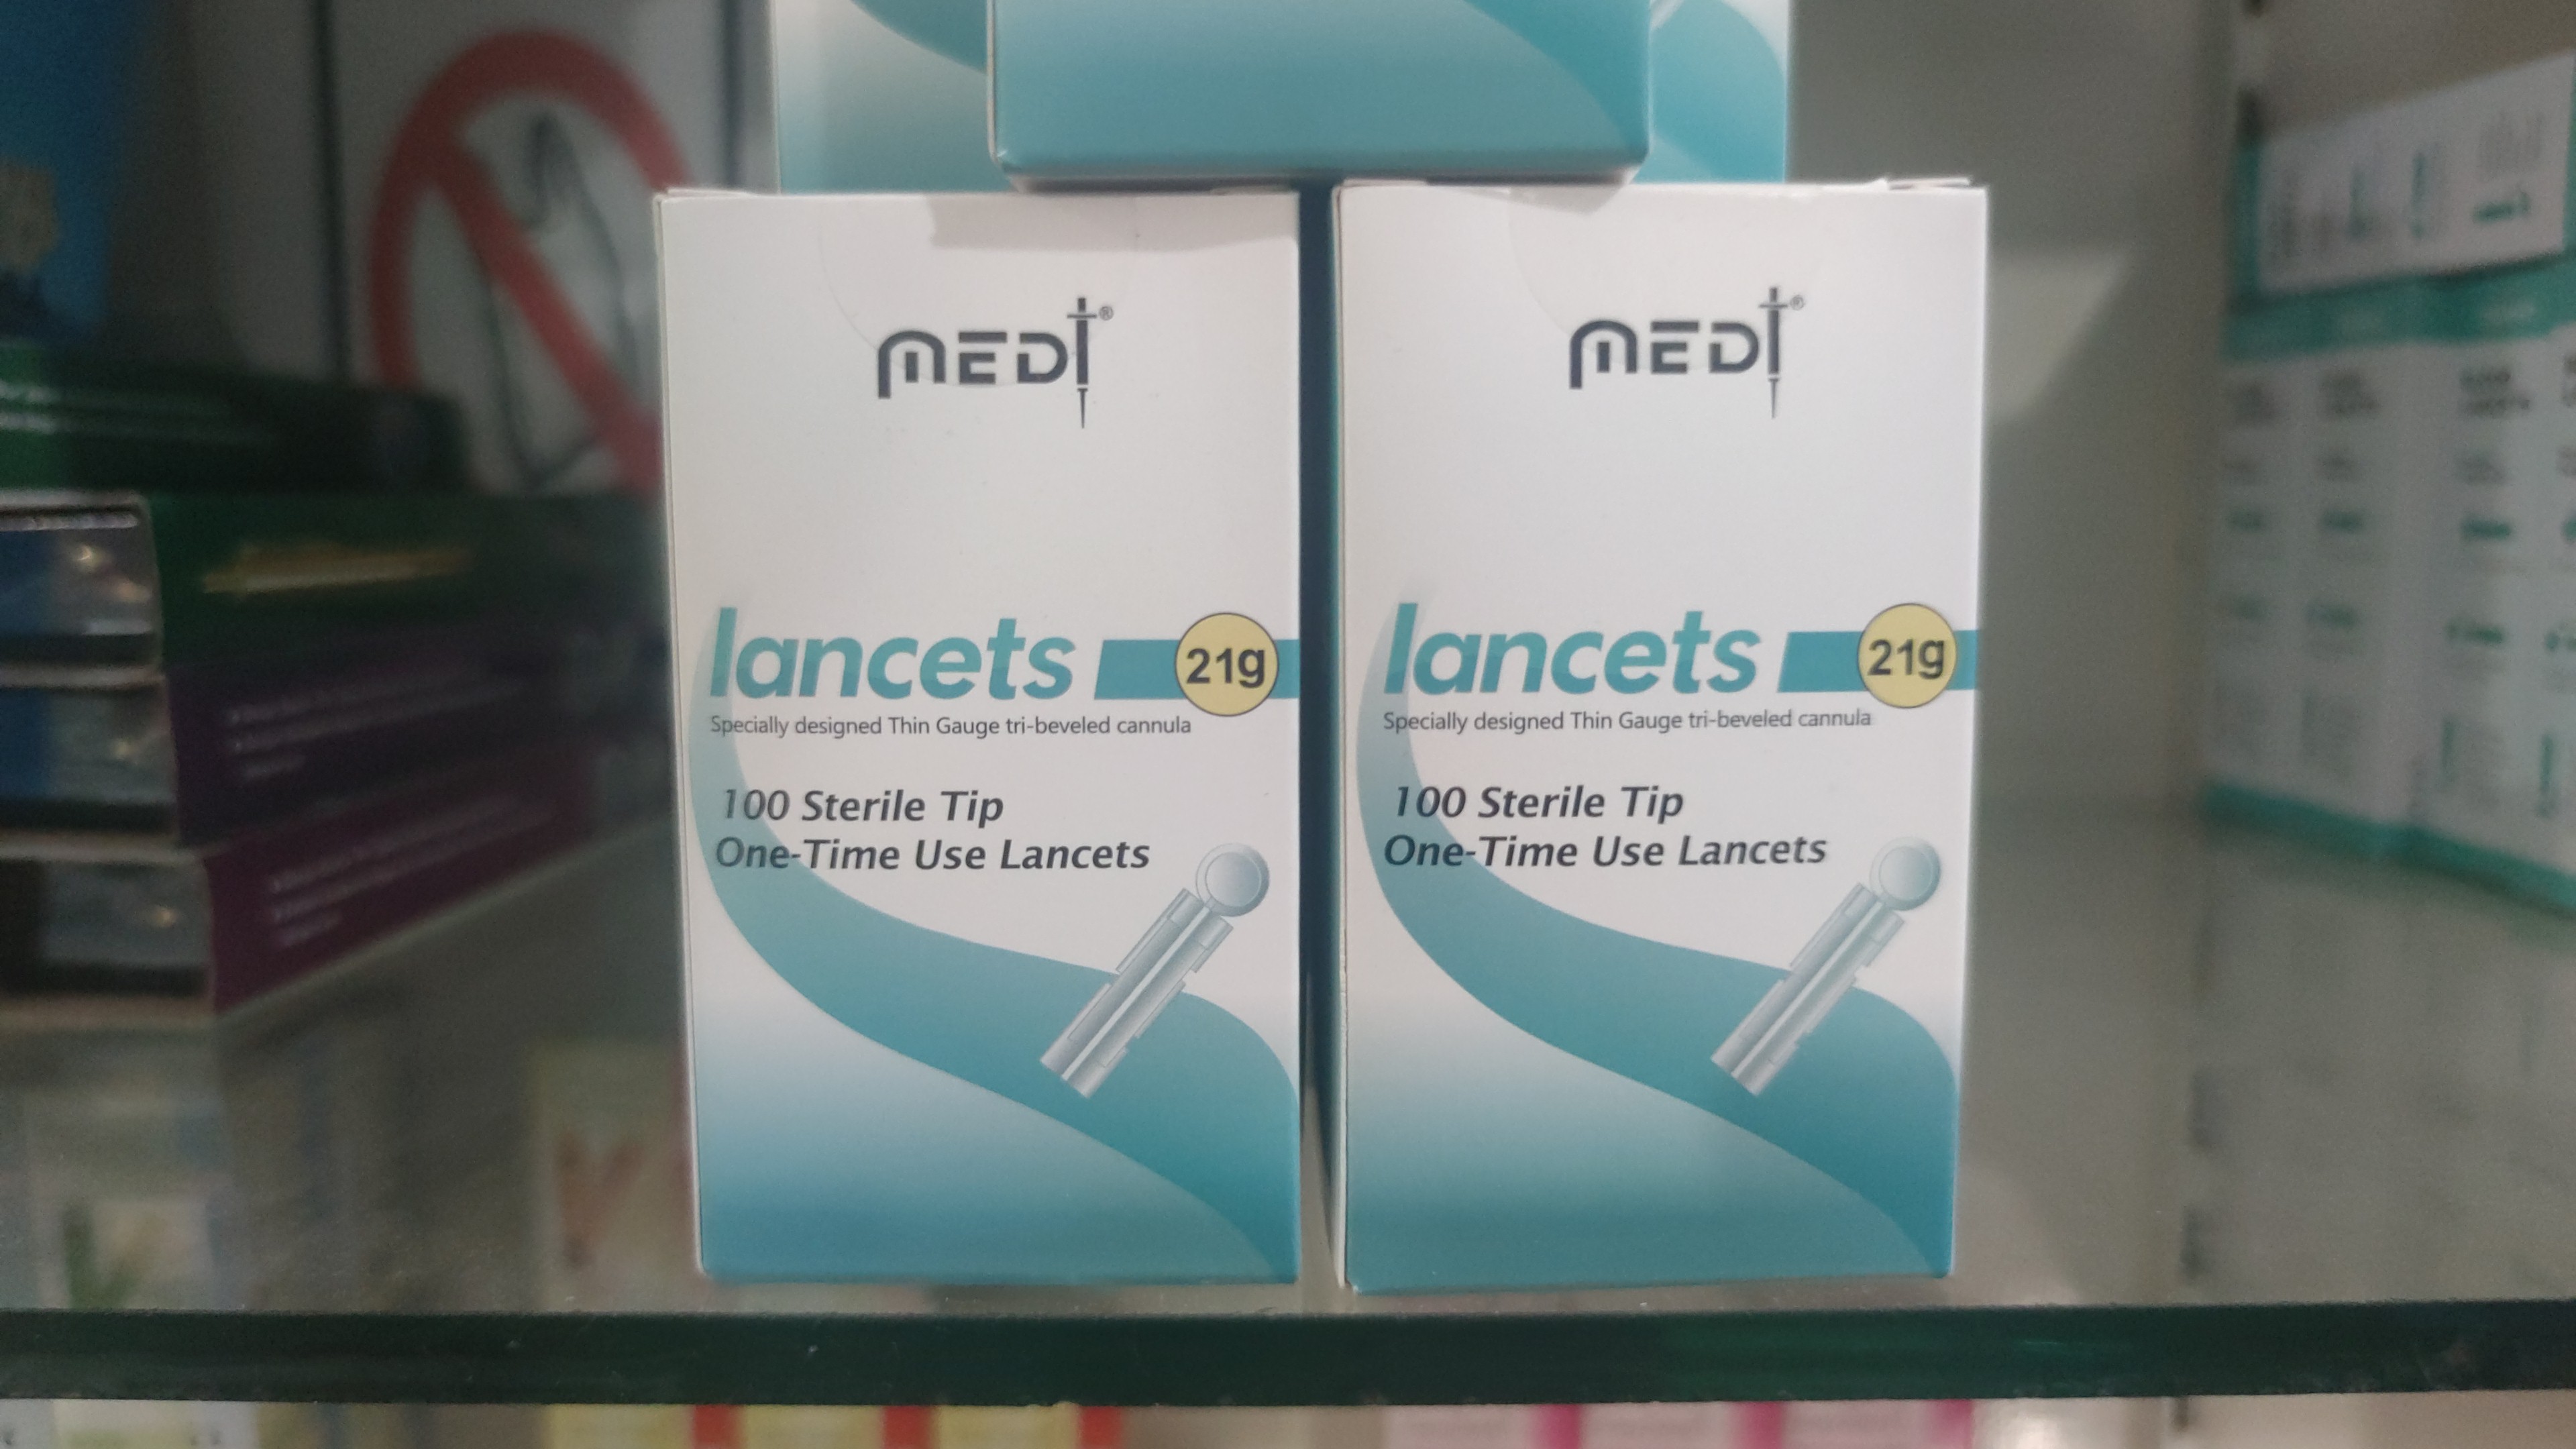 MEDI®
lancets 21g
Specially designed Thin Gauge tri-beveled cannula
100 Sterile Tip
One-Time Use Lancets
MEDI®
lancets 21g
Specially designed Thin Gauge tri-beveled cannula
100 Sterile Tip
One-Time Use Lancets